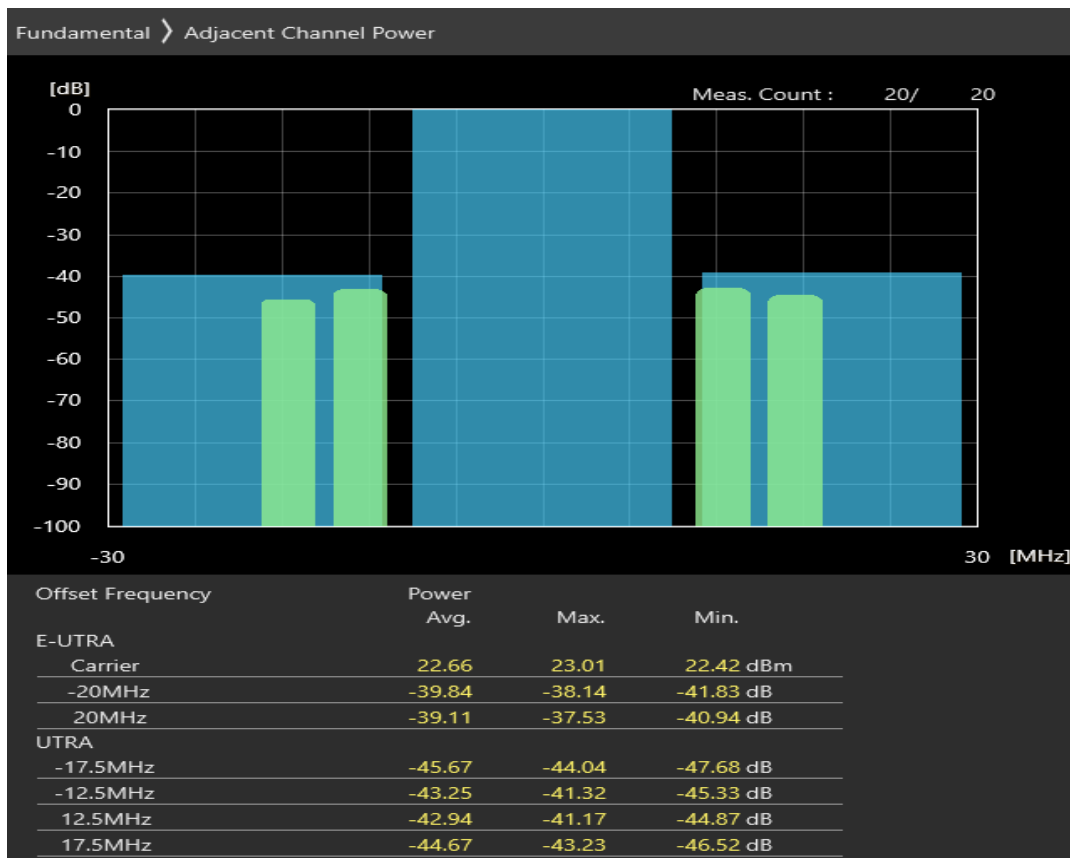 Fundamental 〉 Adjacent Channel Power
[dB]
Meas. Count : 20/ 20
0
-10
-20
-30
-40
-50
-60
-70
-80
-90
-100
-30 30 [MHz]
Offset Frequency Power
Avg. Max. Min.
E-UTRA
Carrier 22.66 23.01 22.42 dBm
-20MHz -39.84 -38.14 -41.83 dB
20MHz -39.11 -37.53 -40.94 dB
UTRA
-17.5MHz -45.67 -44.04 -47.68 dB
-12.5MHz -43.25 -41.32 -45.33 dB
12.5MHz -42.94 -41.17 -44.87 dB
17.5MHz -44.67 -43.23 -46.52 dB